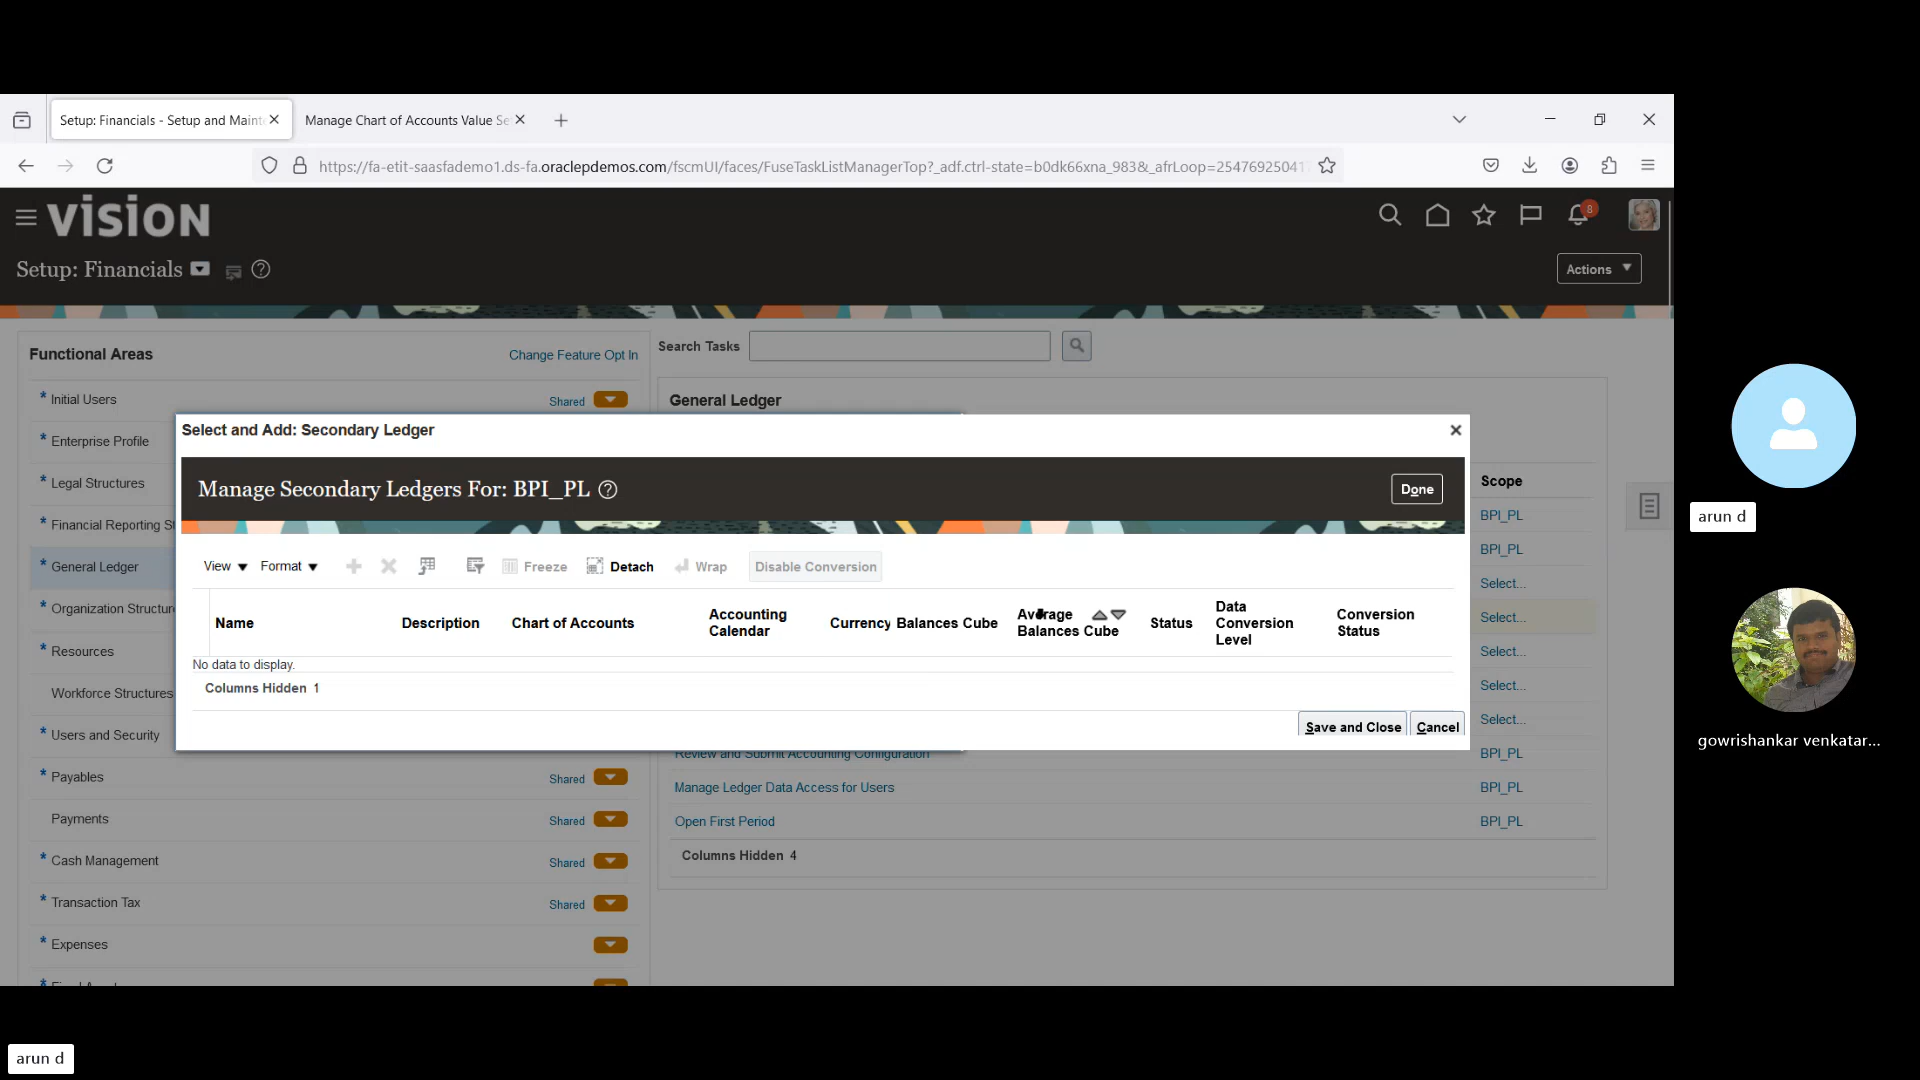 Setup: Financials - Setup and Maint
Manage Chart of Accounts Value Se
https://fa-etit-saasfademo1.ds-fa.oraclepdemos.com/fscmUI/faces/FuseTaskListManagerTop?_adf.ctrl-state=b0dk66xna_983&_afrLoop=2547692504
VISION
8
Setup: Financials
Actions
Functional Areas
Change Feature Opt In
Search Tasks
* Initial Users
Shared
General Ledger
Select and Add: Secondary Ledger
* Enterprise Profile
* Legal Structures
* Financial Reporting St
* General Ledger
* Organization Structur
* Resources
Workforce Structures
* Users and Security
Manage Secondary Ledgers For: BPI_PL
Done
View
Format
Freeze
Detach
Wrap
Disable Conversion
Name
Description
Chart of Accounts
Accounting Calendar
Currency
Balances Cube
Average Balances Cube
Status
Data Conversion Level
Conversion Status
No data to display.
Columns Hidden 1
Save and Close
Cancel
Scope
BPI_PL
BPI_PL
Select...
Select...
Select...
Select...
Select...
Review and Submit Accounting Configuration
BPI_PL
* Payables
Shared
Manage Ledger Data Access for Users
BPI_PL
Payments
Shared
Open First Period
BPI_PL
* Cash Management
Shared
Columns Hidden 4
* Transaction Tax
Shared
* Expenses
arun d
gowrishankar venkatar...
arun d